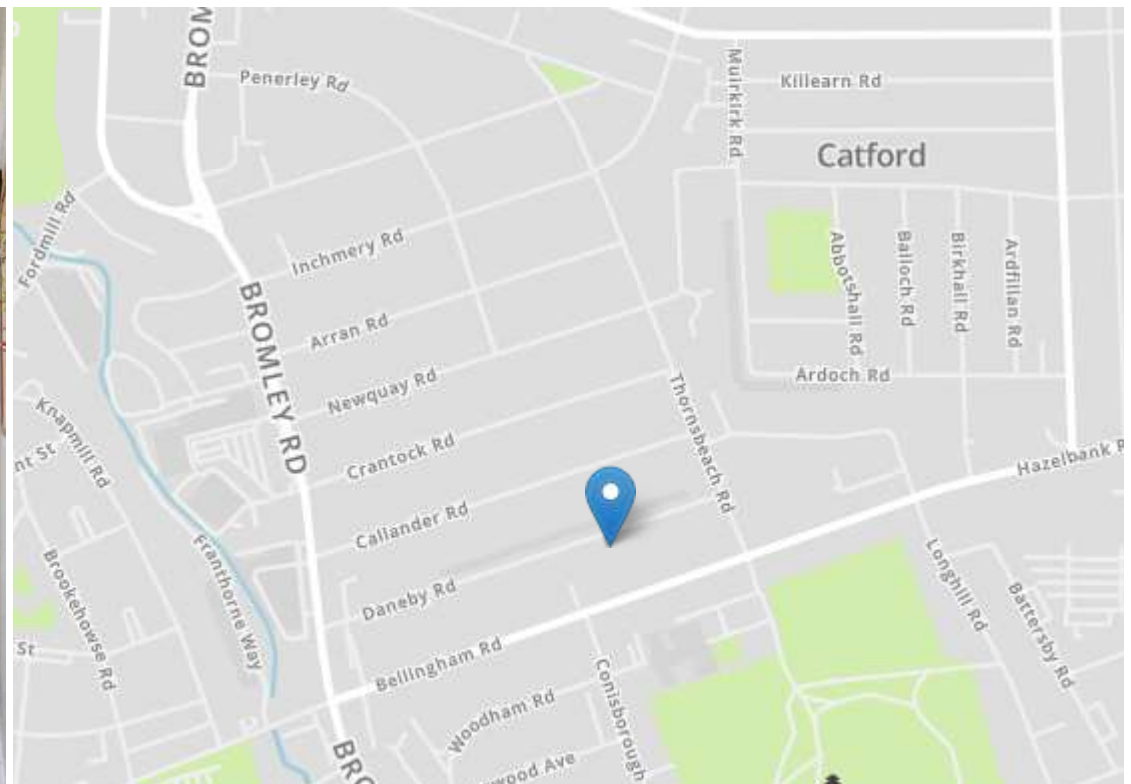 BROM
Penerley Rd
Muirkirk Rd
Killearn Rd
Catford
Fordmill Rd
Inchmery Rd
Abbotshall Rd
Balloch Rd
Birkhall Rd
Ardfillan Rd
BROMLEY RD
Arran Rd
Newquay Rd
Thornsbeach Rd
Ardoch Rd
Knapmill Rd
nt St
Crantock Rd
Hazelbank R
Callander Rd
Franthorne Way
Brookehowse Rd
Daneby Rd
Longhill Rd
Battersby Rd
St
Bellingham Rd
Conisborough
Woodham Rd
BRO
wood Ave